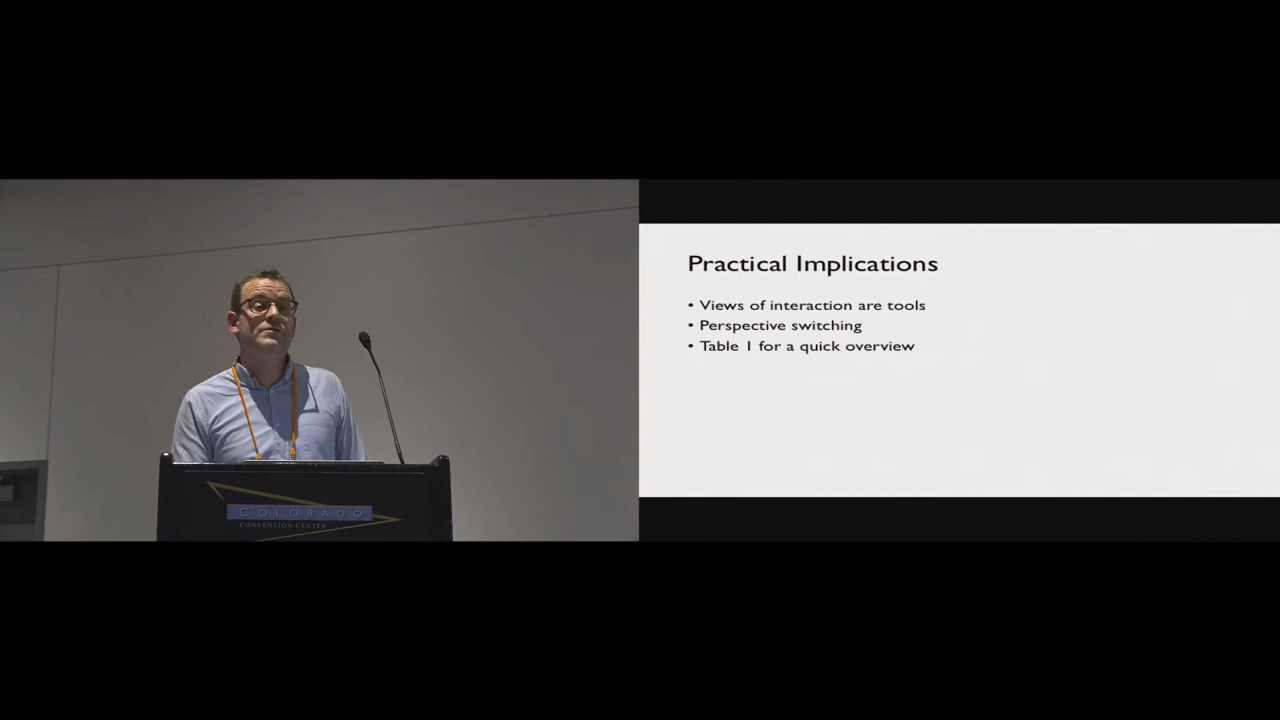 COLORADO
CONVENTION CENTER
Practical Implications
• Views of interaction are tools
• Perspective switching
• Table 1 for a quick overview